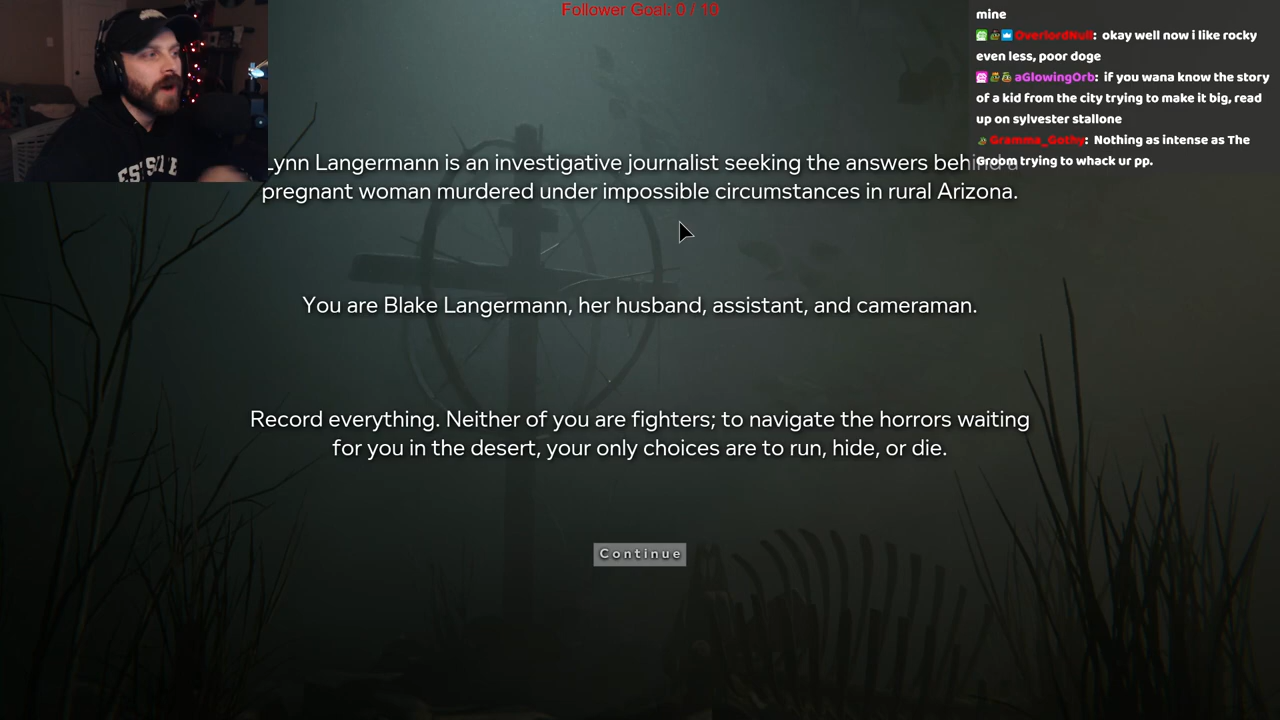 Follower Goal: 0 / 10
mine
OverlordNull: okay well now i like rocky
even less, poor doge
aGlowingOrb: if you wana know the story
of a kid from the city trying to make it big, read
up on sylvester stallone
Gramma_Gothy: Nothing as intense as The
Groom trying to whack ur pp.
Lynn Langermann is an investigative journalist seeking the answers behind a
pregnant woman murdered under impossible circumstances in rural Arizona.
You are Blake Langermann, her husband, assistant, and cameraman.
Record everything. Neither of you are fighters; to navigate the horrors waiting
for you in the desert, your only choices are to run, hide, or die.
Continue